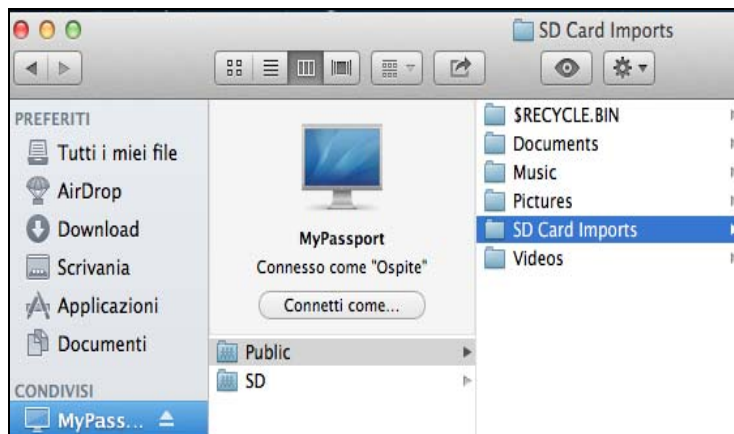 SD Card Imports
PREFERITI
Tutti i miei file
AirDrop
Download
Scrivania
Applicazioni
Documenti
CONDIVISI
MyPass...
MyPassport
Connesso come "Ospite"
Connetti come...
Public
SD
$RECYCLE.BIN
Documents
Music
Pictures
SD Card Imports
Videos